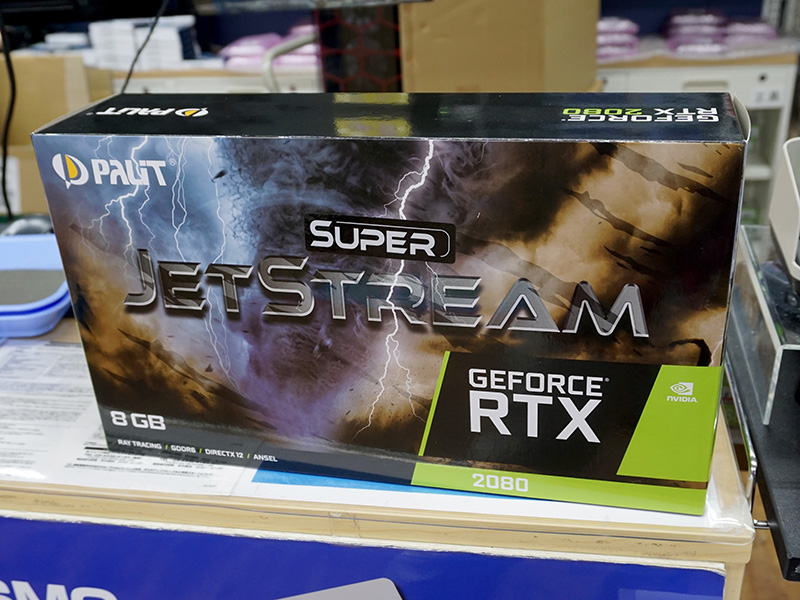 PALIT
GEFORCE
RTX 2080
PALIT®
SUPER
JETSTREAM
GEFORCE®
RTX
NVIDIA
8 GB
RAY TRACING / GDDR6 / DIRECTX 12 / ANSEL
2080